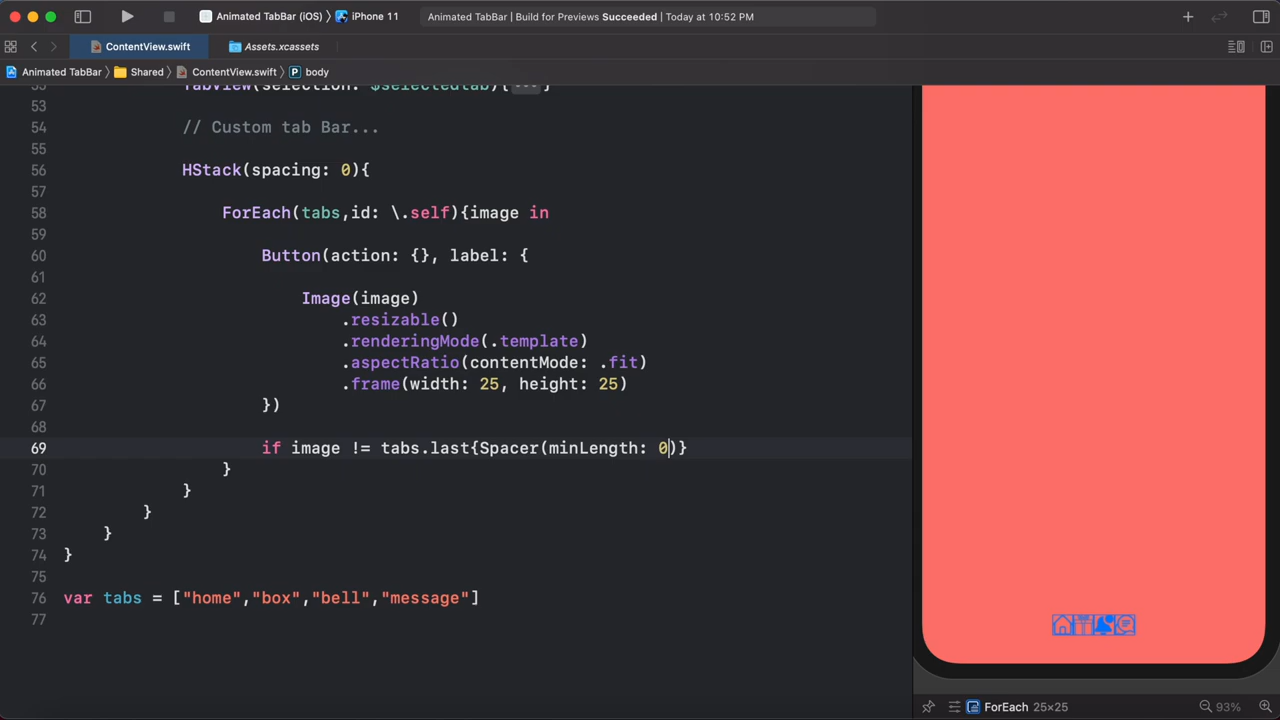 Animated TabBar (iOS) › iPhone 11
Animated TabBar | Build for Previews Succeeded | Today at 10:52 PM
ContentView.swift
Assets.xcassets
Animated TabBar › Shared › ContentView.swift › P body
TabView(selection: $selectedtab){•••}
53
54 // Custom tab Bar...
55
56 HStack(spacing: 0){
57
58 ForEach(tabs,id: \.self){image in
59
60 Button(action: {}, label: {
61
62 Image(image)
63 .resizable()
64 .renderingMode(.template)
65 .aspectRatio(contentMode: .fit)
66 .frame(width: 25, height: 25)
67 })
68
69 if image != tabs.last{Spacer(minLength: 0)}
70 }
71 }
72 }
73 }
74 }
75
76 var tabs = ["home","box","bell","message"]
77
ForEach 25×25
93%